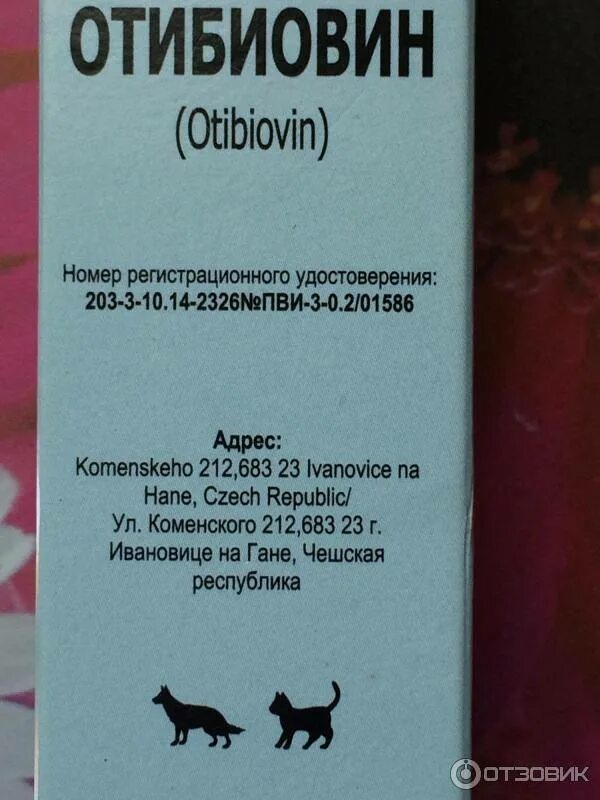 ОТИБИОВИН
(Otibiovin)
Номер регистрационного удостоверения:
203-3-10.14-2326№ПВИ-3-0.2/01586
Адрес:
Komenskeho 212,683 23 Ivanovice na
Hane, Czech Republic/
Ул. Коменского 212,683 23 г.
Ивановице на Гане, Чешская
республика
ОТЗОВИК